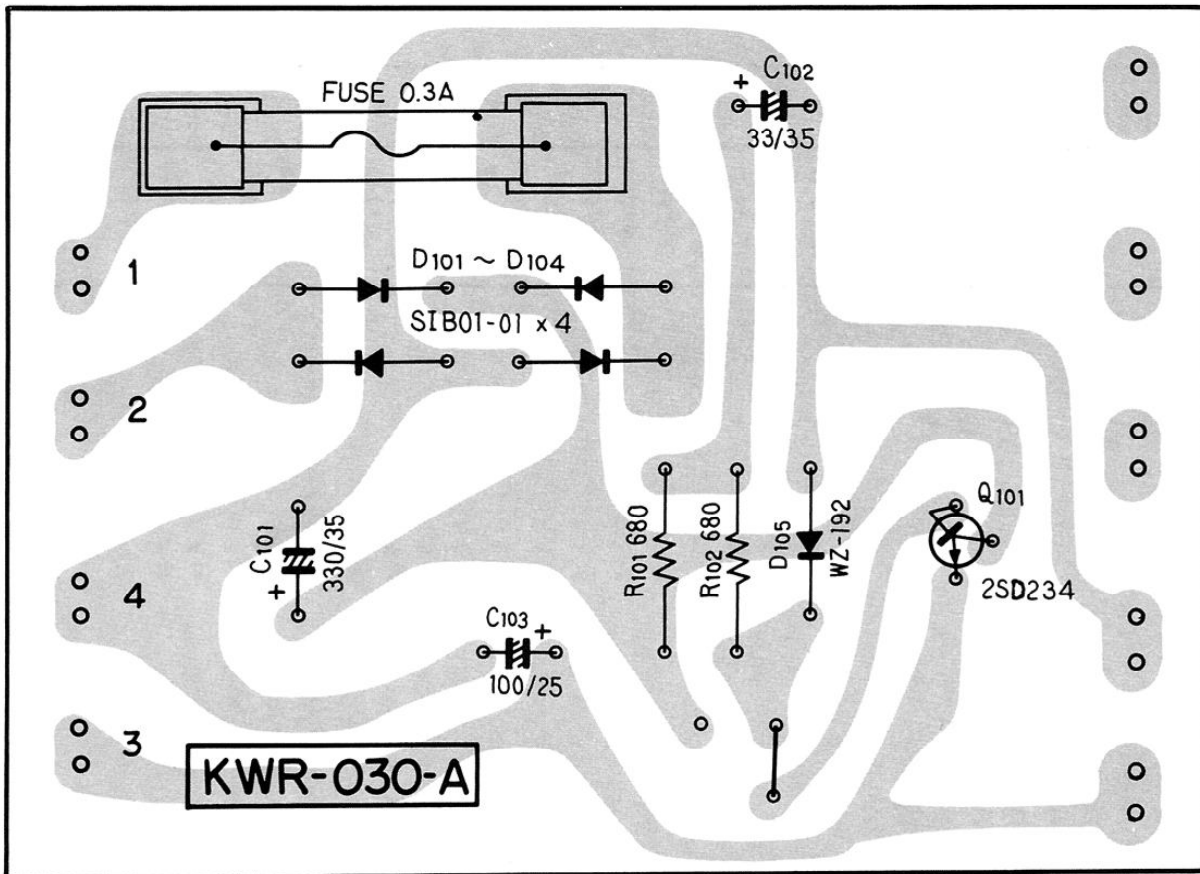 FUSE 0.3A
+
C102
33/35
1
D101 ~ D104
SIB01-01 x 4
2
C101
330/35
+
R101 680
R102 680
D105
WZ-192
Q101
2SD234
4
C103
+
100/25
3
KWR-030-A